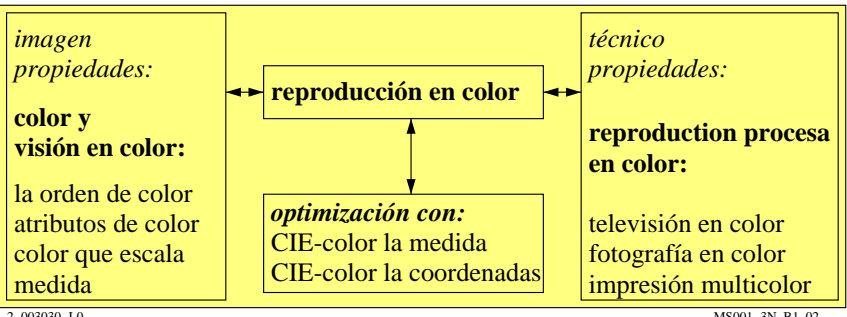 imagen
propiedades:
color y
visión en color:
la orden de color
atributos de color
color que escala
medida
reproducción en color
optimización con:
CIE-color la medida
CIE-color la coordenadas
técnico
propiedades:
reproduction procesa
en color:
televisión en color
fotografía en color
impresión multicolor